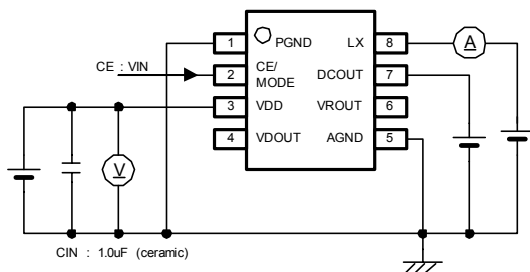 1 PGND LX 8 A
CE : VIN 2 CE/
MODE DCOUT 7
3 VDD VROUT 6
4 VDOUT AGND 5
V
CIN : 1.0uF (ceramic)